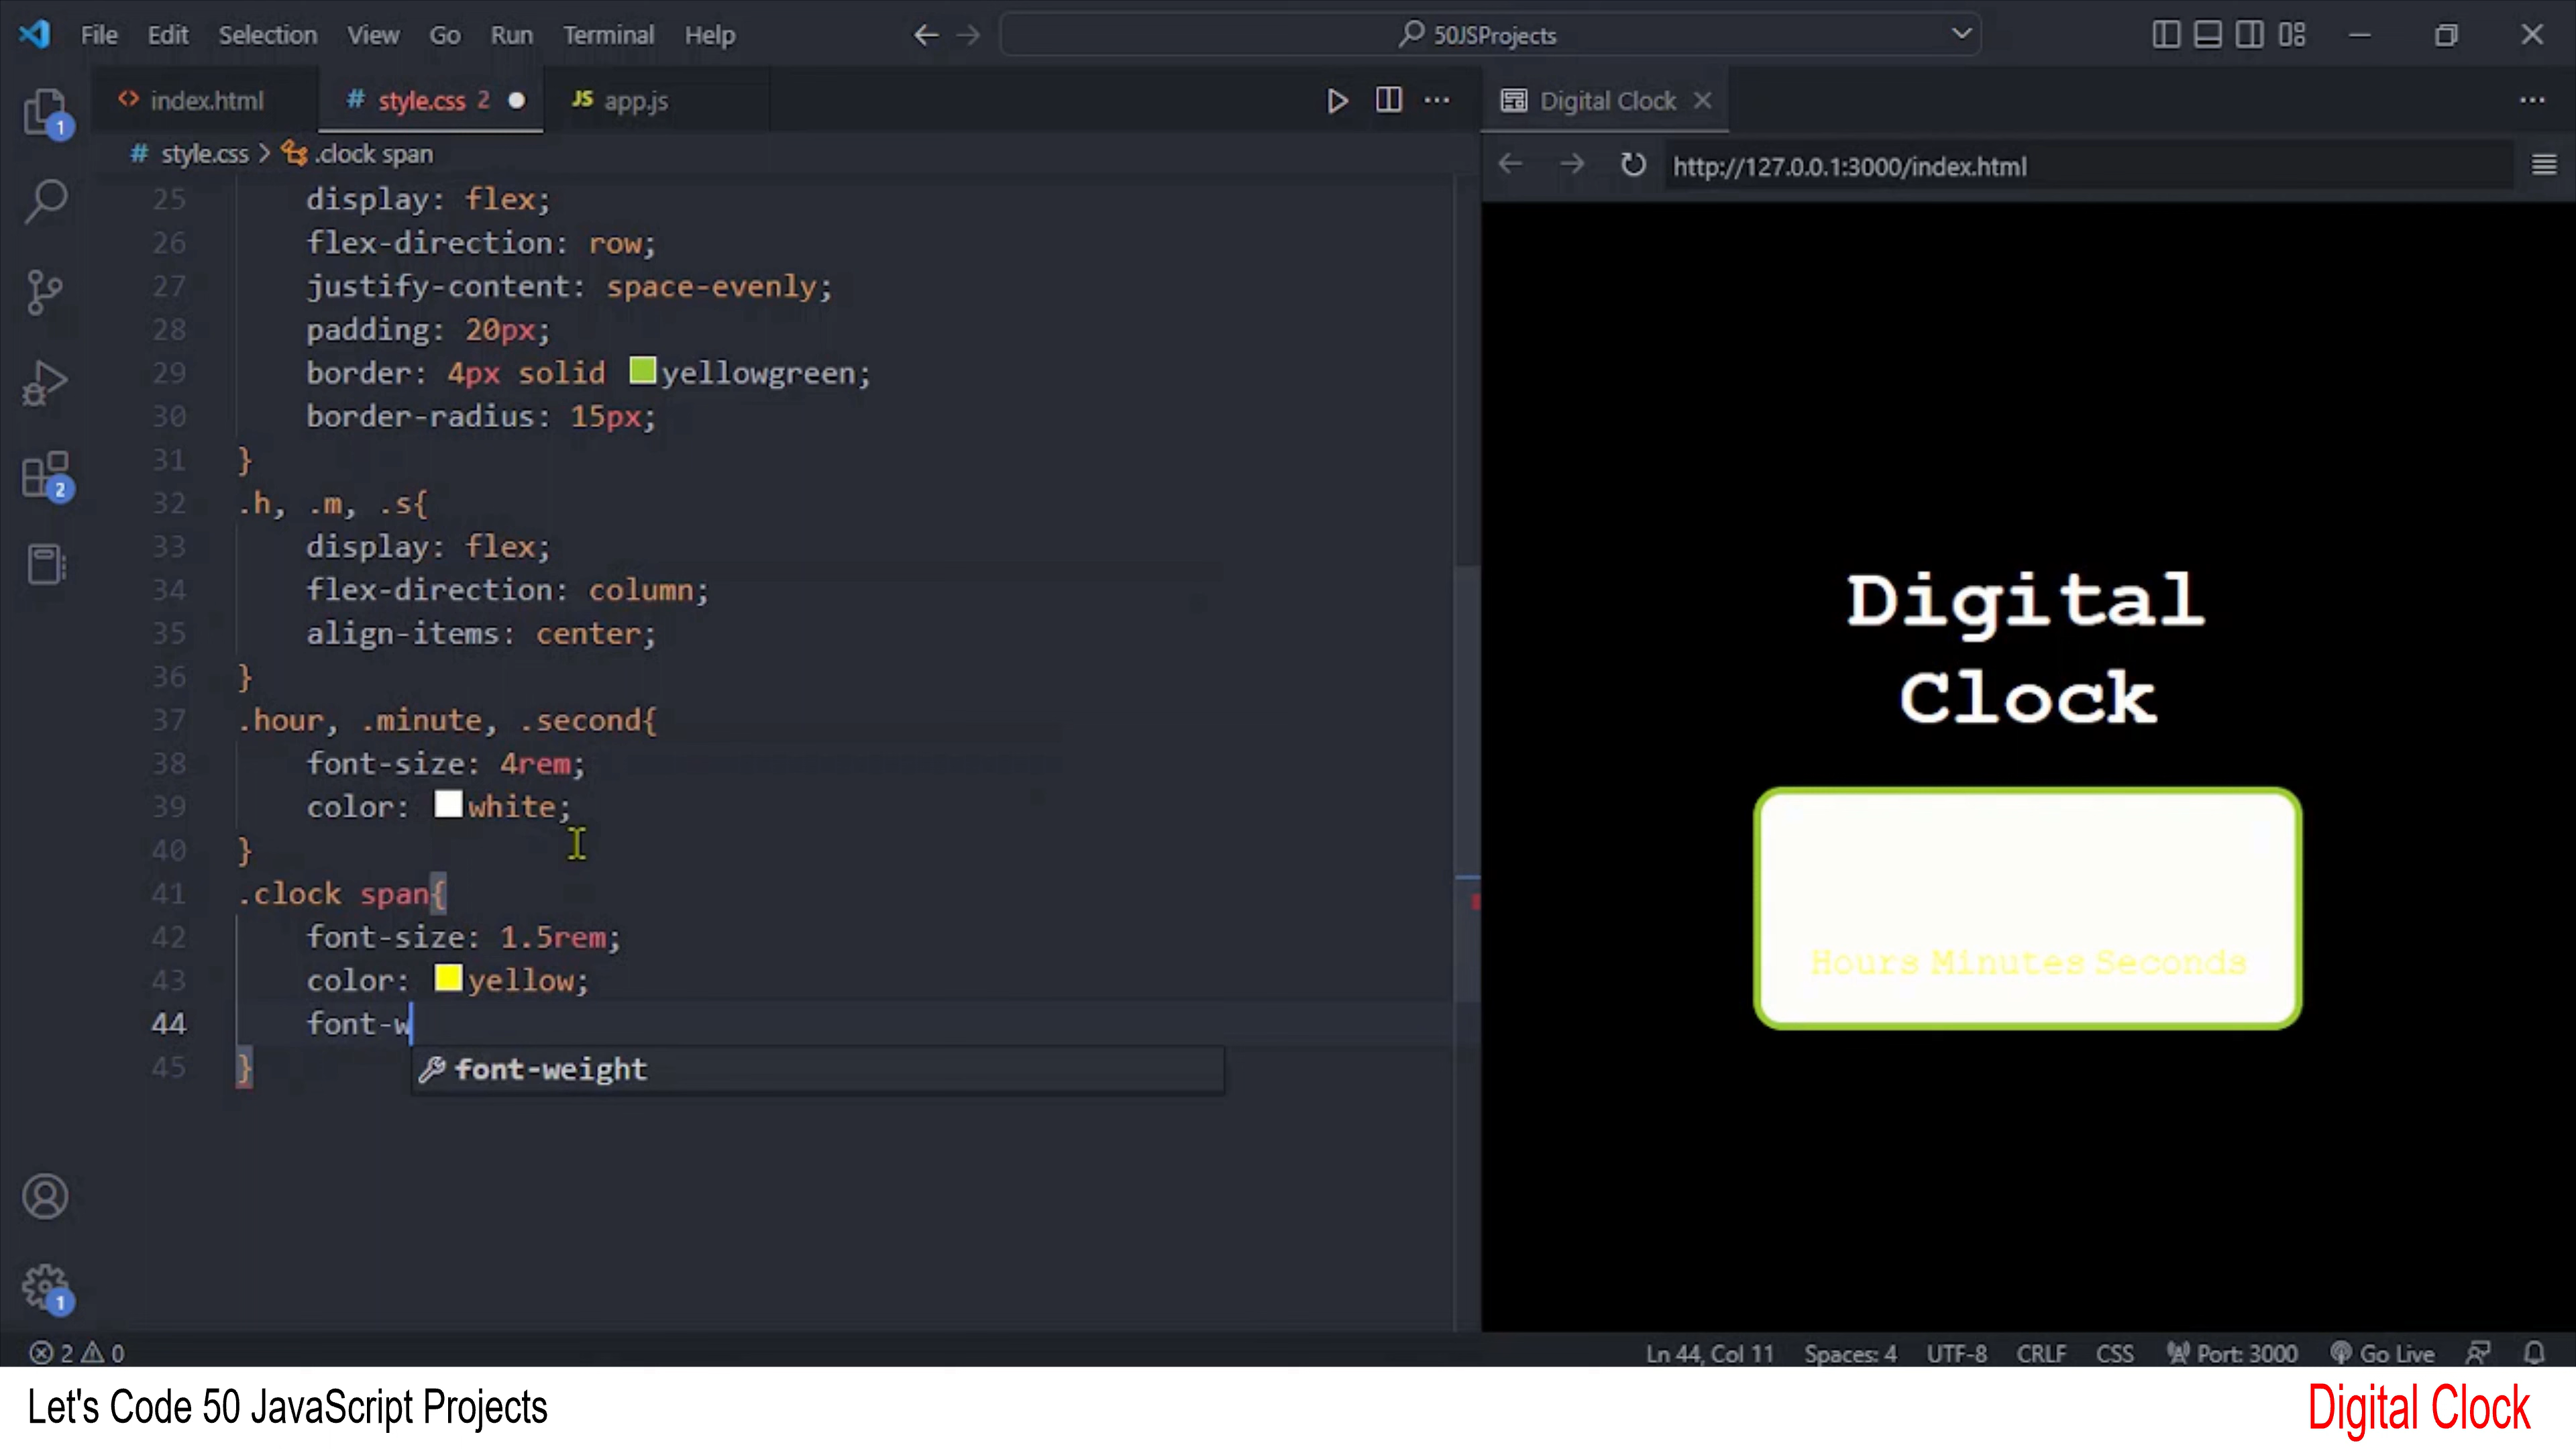 File Edit Selection View Go Run Terminal Help
50JSProjects
index.html
# style.css 2
JS app.js
Digital Clock
# style.css > .clock span
http://127.0.0.1:3000/index.html
1
2
1
25 display: flex;
26 flex-direction: row;
27 justify-content: space-evenly;
28 padding: 20px;
29 border: 4px solid yellowgreen;
30 border-radius: 15px;
31 }
32 .h, .m, .s{
33 display: flex;
34 flex-direction: column;
35 align-items: center;
36 }
37 .hour, .minute, .second{
38 font-size: 4rem;
39 color: white;
40 }
41 .clock span{
42 font-size: 1.5rem;
43 color: yellow;
44 font-w
45 }
font-weight
Digital
Clock
Hours Minutes Seconds
2 0
Ln 44, Col 11 Spaces: 4 UTF-8 CRLF CSS Port: 3000 Go Live
Let's Code 50 JavaScript Projects
Digital Clock